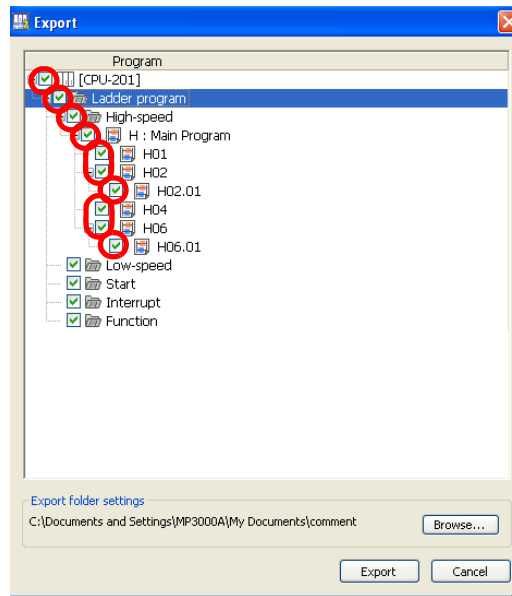 Export
Program
[CPU-201]
Ladder program
High-speed
H : Main Program
H01
H02
H02.01
H04
H06
H06.01
Low-speed
Start
Interrupt
Function
Export folder settings
C:\Documents and Settings\MP3000A\My Documents\comment
Browse...
Export Cancel